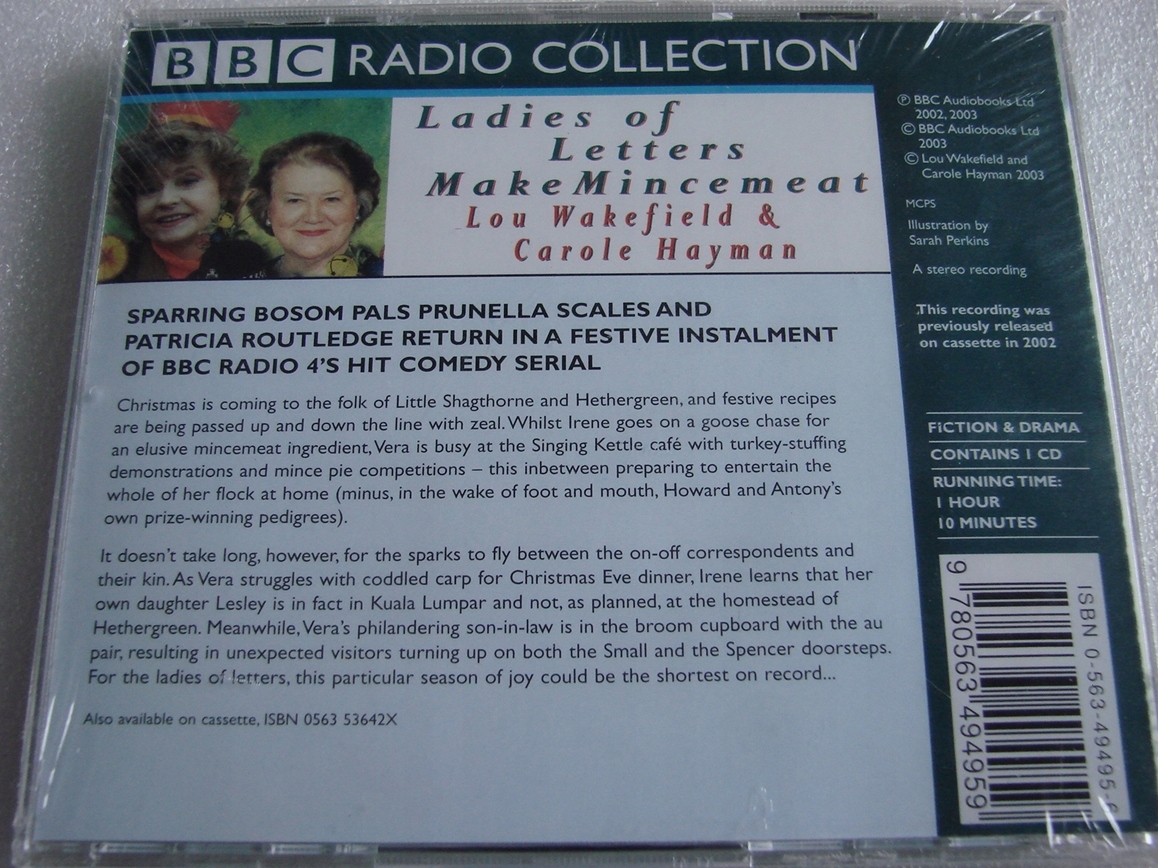 BBC RADIO COLLECTION
Ladies of
Letters
Make Mincemeat
Lou Wakefield &
Carole Hayman
SPARRING BOSOM PALS PRUNELLA SCALES AND
PATRICIA ROUTLEDGE RETURN IN A FESTIVE INSTALMENT
OF BBC RADIO 4'S HIT COMEDY SERIAL
Christmas is coming to the folk of Little Shagthorne and Hethergreen, and festive recipes
are being passed up and down the line with zeal. Whilst Irene goes on a goose chase for
an elusive mincemeat ingredient, Vera is busy at the Singing Kettle café with turkey-stuffing
demonstrations and mince pie competitions – this inbetween preparing to entertain the
whole of her flock at home (minus, in the wake of foot and mouth, Howard and Antony's
own prize-winning pedigrees).
It doesn't take long, however, for the sparks to fly between the on-off correspondents and
their kin. As Vera struggles with coddled carp for Christmas Eve dinner, Irene learns that her
own daughter Lesley is in fact in Kuala Lumpar and not, as planned, at the homestead of
Hethergreen. Meanwhile, Vera's philandering son-in-law is in the broom cupboard with the au
pair, resulting in unexpected visitors turning up on both the Small and the Spencer doorsteps.
For the ladies of letters, this particular season of joy could be the shortest on record...
Also available on cassette, ISBN 0563 53642X
℗ BBC Audiobooks Ltd
2002, 2003
© BBC Audiobooks Ltd
2003
© Lou Wakefield and
Carole Hayman 2003
MCPS
Illustration by
Sarah Perkins
A stereo recording
This recording was
previously released
on cassette in 2002
FICTION & DRAMA
CONTAINS 1 CD
RUNNING TIME:
1 HOUR
10 MINUTES
ISBN 0-563-49495-6
9 780563 494959